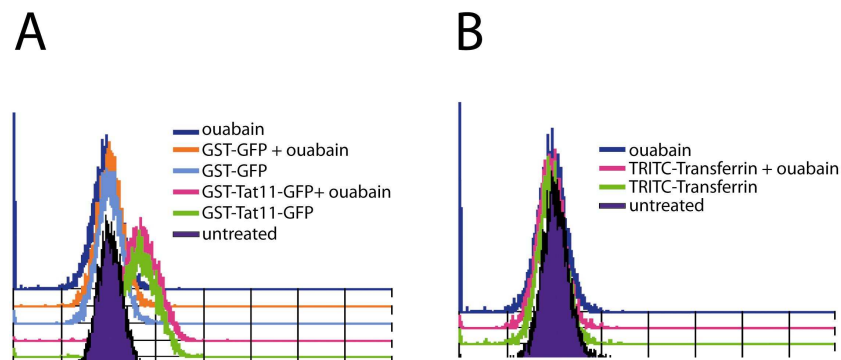 A
ouabain
GST-GFP + ouabain
GST-GFP
GST-Tat11-GFP+ ouabain
GST-Tat11-GFP
untreated
B
ouabain
TRITC-Transferrin + ouabain
TRITC-Transferrin
untreated